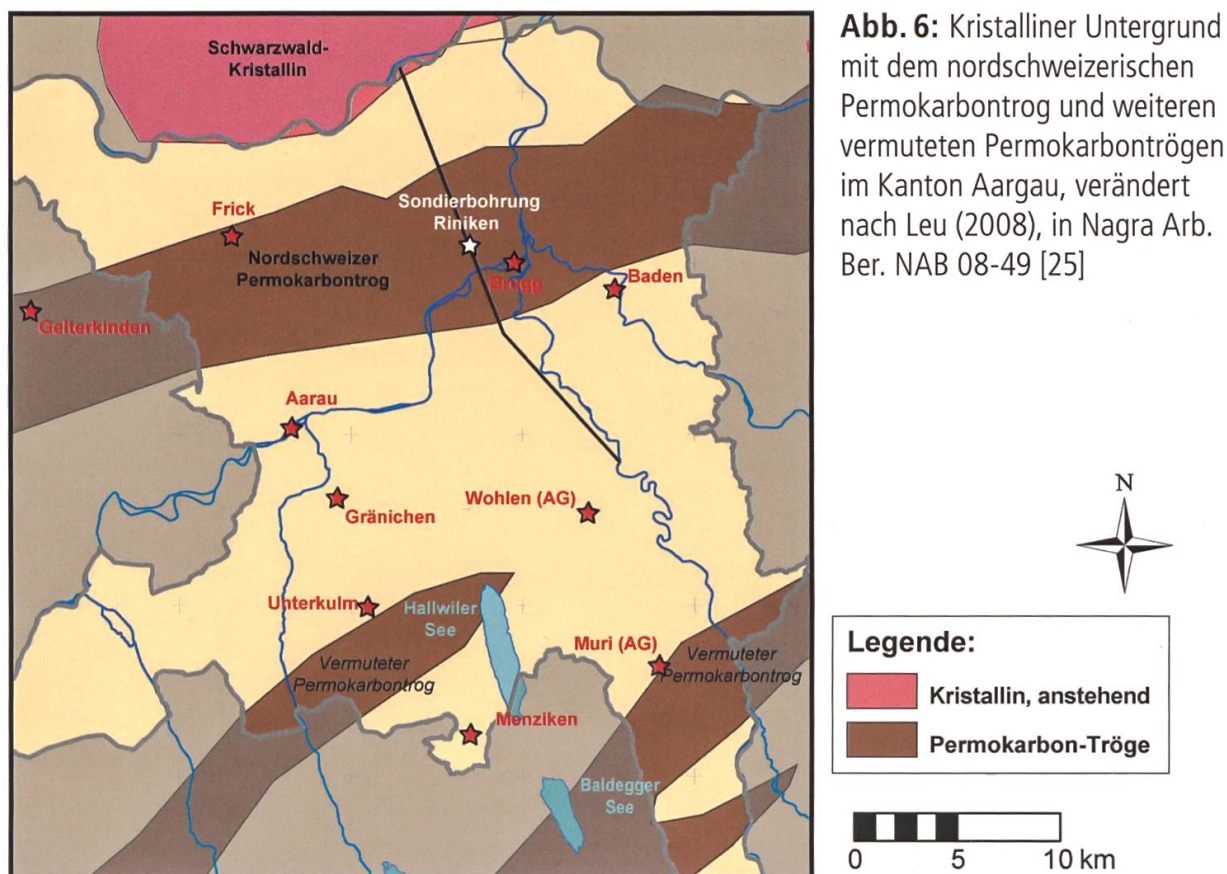 Schwarzwald-
Kristallin
Frick
Sondierbohrung
Riniken
Nordschweizer
Permokarbontrog
Brugg
Baden
Gelterkinden
Aarau
Gränichen
Wohlen (AG)
Unterkulm
Hallwiler
See
Vermuteter
Permokarbontrog
Muri (AG)
Vermuteter
Permokarbontrog
Menziken
Baldegger
See
Abb. 6: Kristalliner Untergrund
mit dem nordschweizerischen
Permokarbontrog und weiteren
vermuteten Permokarbontrögen
im Kanton Aargau, verändert
nach Leu (2008), in Nagra Arb.
Ber. NAB 08-49 [25]
N
Legende:
Kristallin, anstehend
Permokarbon-Tröge
0 5 10 km